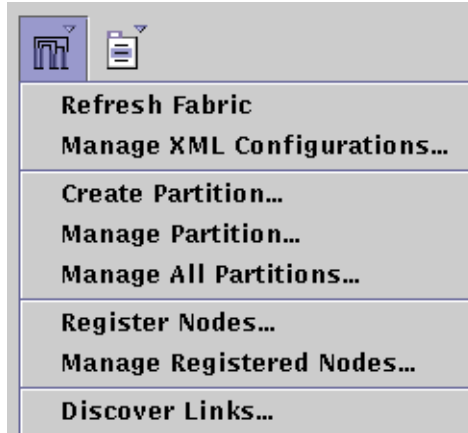 Refresh Fabric
Manage XML Configurations...
Create Partition...
Manage Partition...
Manage All Partitions...
Register Nodes...
Manage Registered Nodes...
Discover Links...